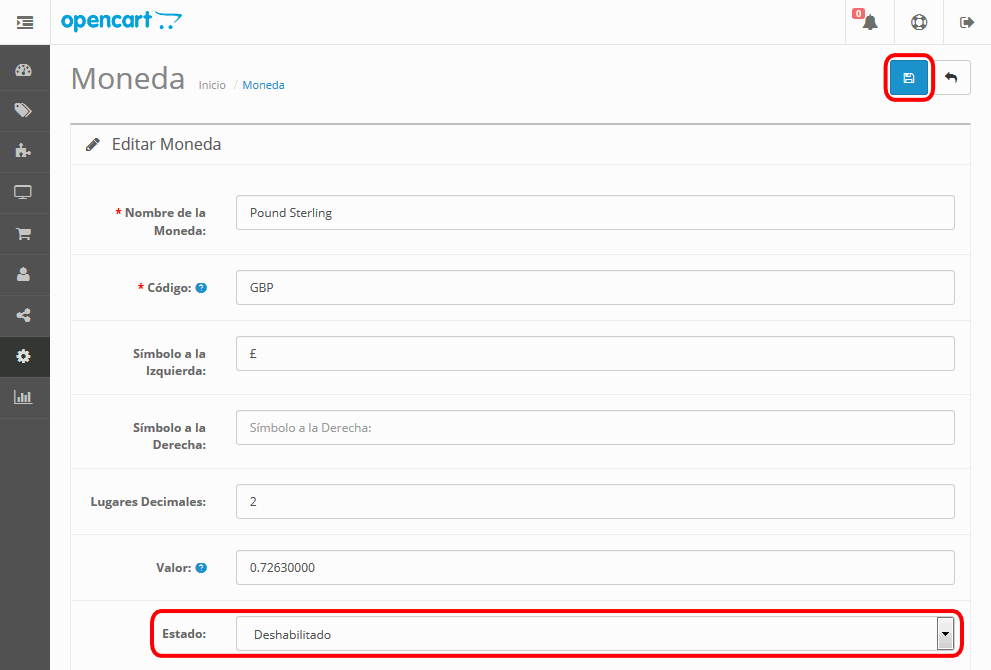 opencart
0
Moneda
Inicio / Moneda
Editar Moneda
* Nombre de la
Moneda:
Pound Sterling
* Código: ?
GBP
Símbolo a la
Izquierda:
£
Símbolo a la
Derecha:
Símbolo a la Derecha:
Lugares Decimales:
2
Valor: ?
0.72630000
Estado:
Deshabilitado